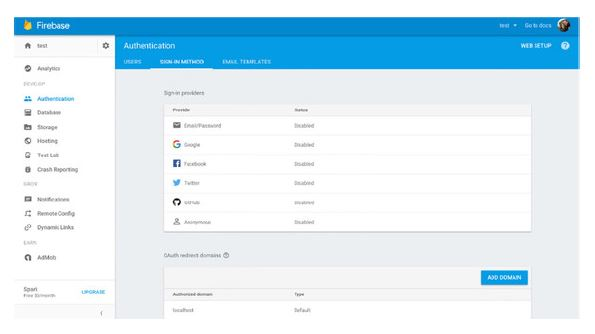 Firebase
test
Go to docs
test
Authentication
WEB SETUP
USERS
SIGN-IN METHOD
EMAIL TEMPLATES
Analytics
DEVELOP
Authentication
Database
Storage
Hosting
Test Lab
Crash Reporting
GROW
Notifications
Remote Config
Dynamic Links
EARN
AdMob
Spark
Free $0/month
UPGRADE
Sign-in providers
Provider
Status
Email/Password
Disabled
Google
Disabled
Facebook
Disabled
Twitter
Disabled
GitHub
Disabled
Anonymous
Disabled
OAuth redirect domains
ADD DOMAIN
Authorized domain
Type
localhost
Default